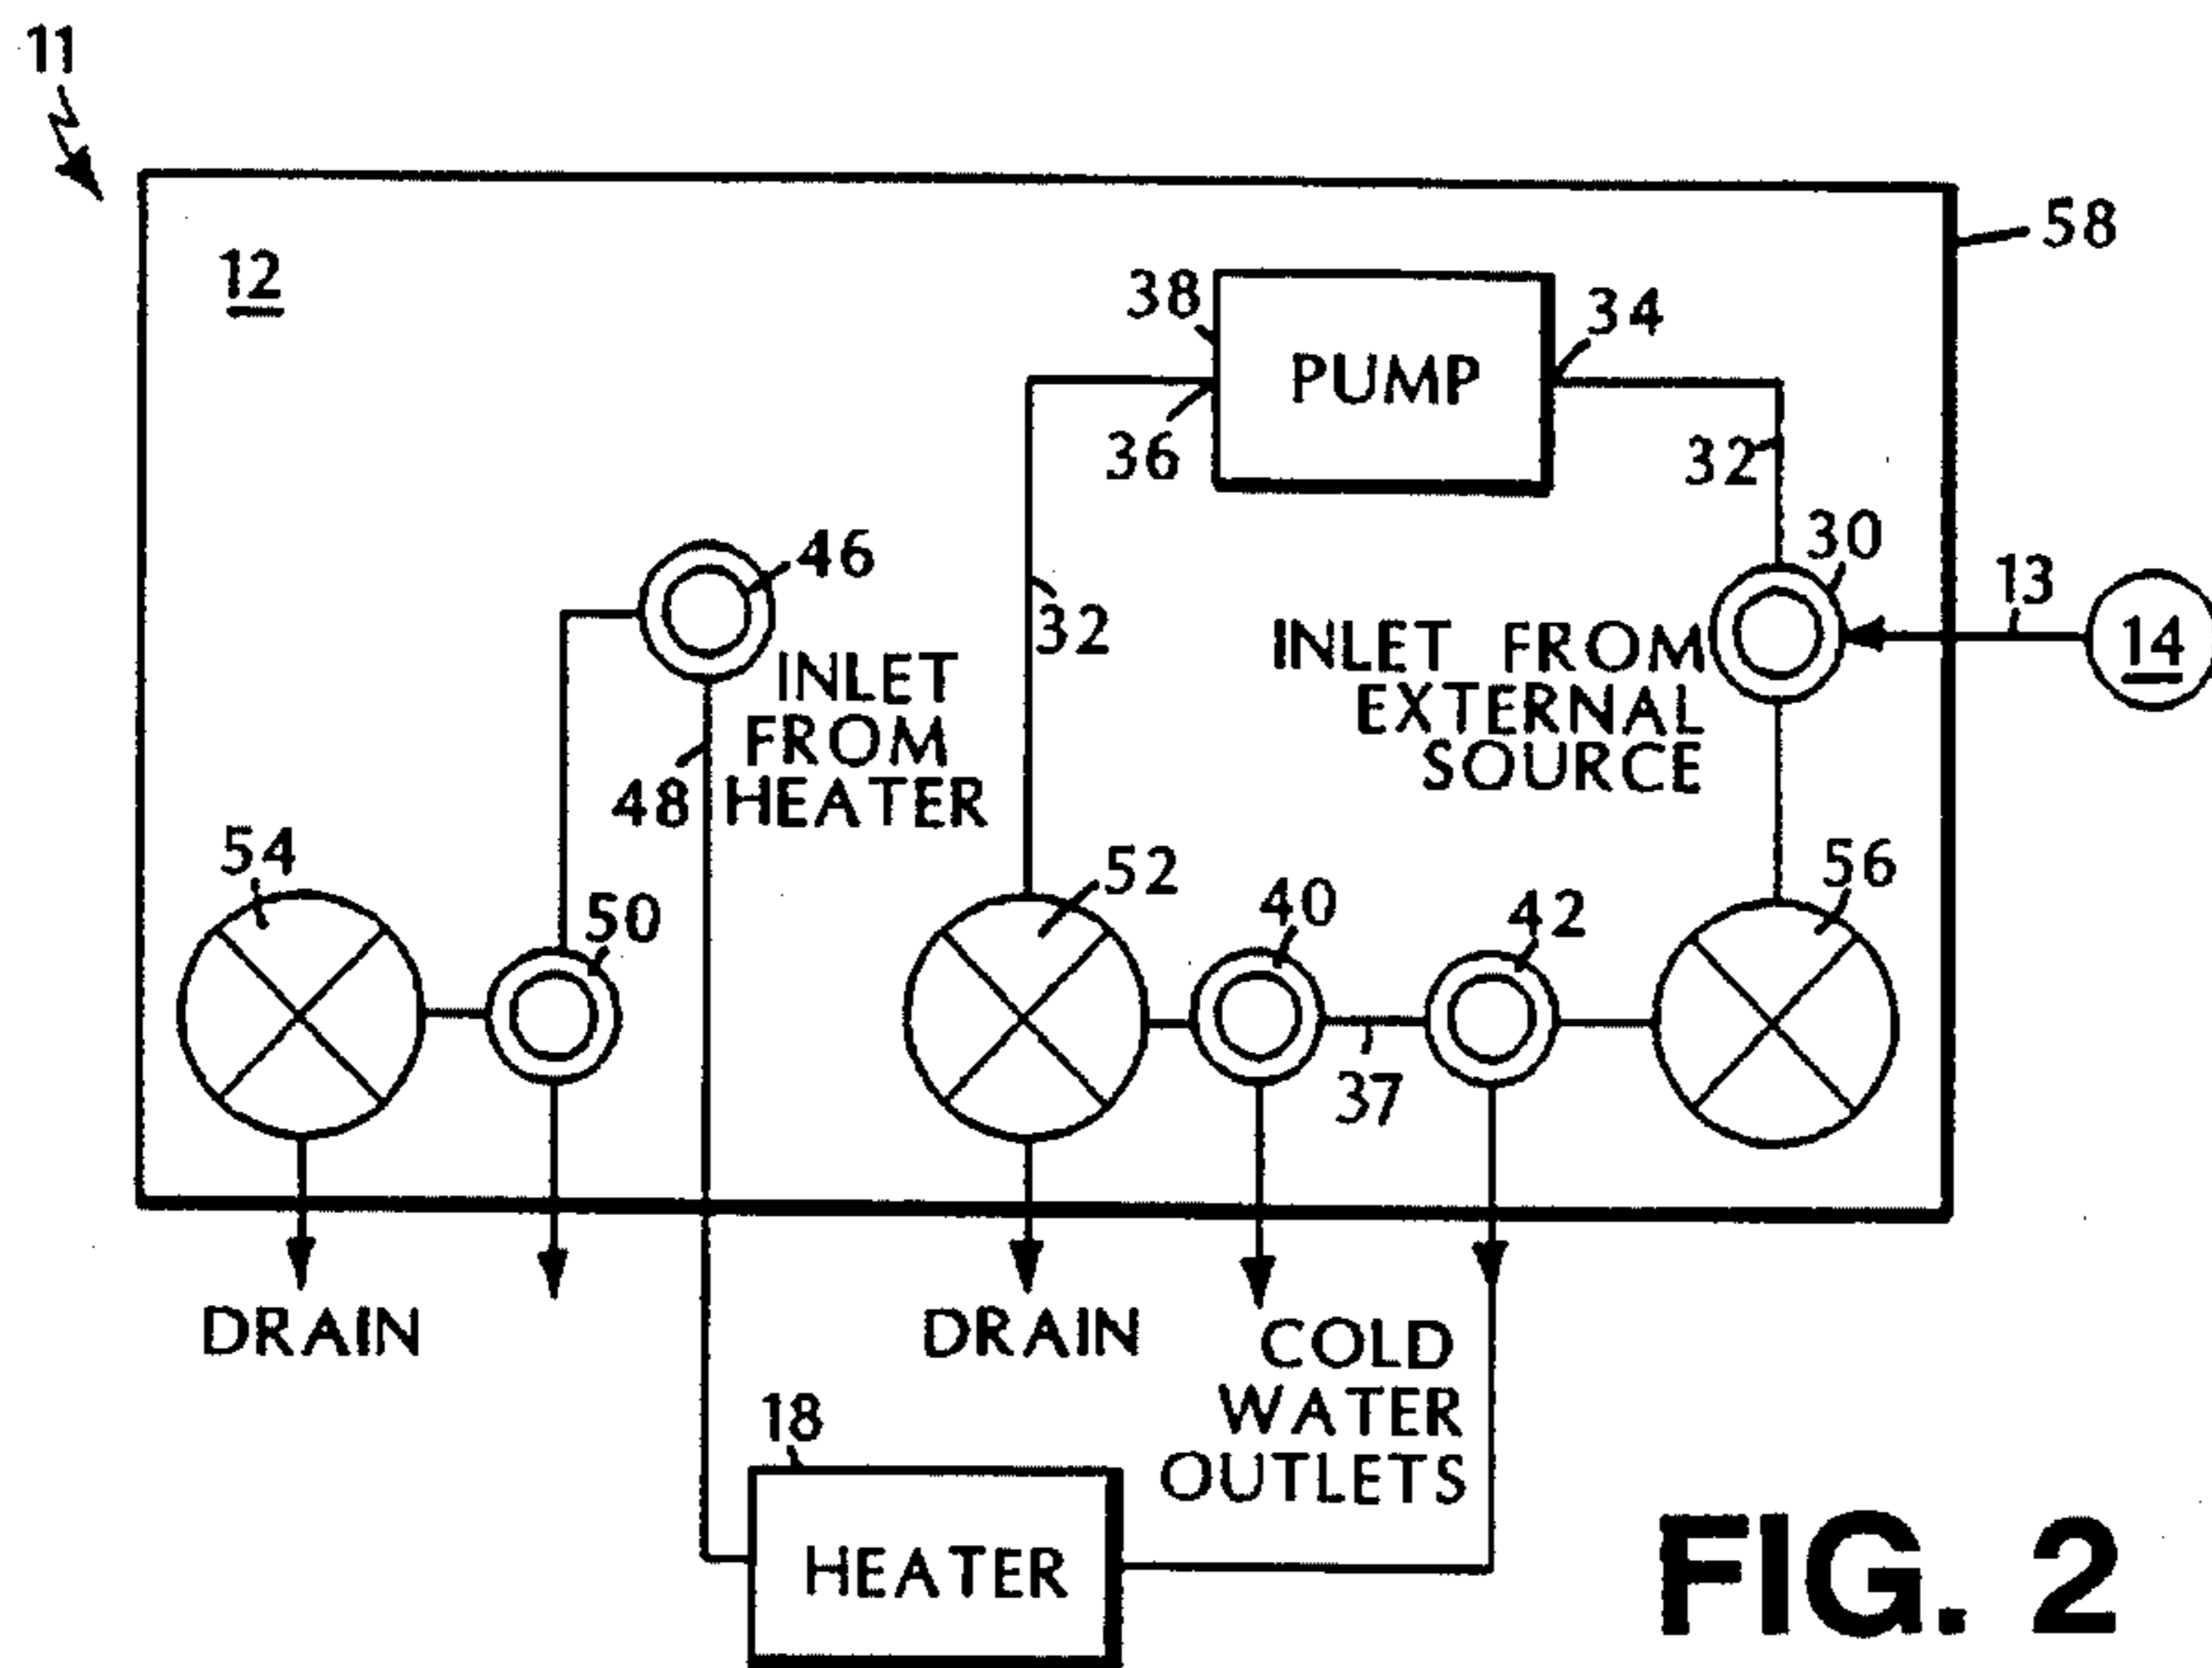 11
58
12
38
34
PUMP
36
32
46
30
13
32
14
INLET FROM
EXTERNAL
SOURCE
INLET
FROM
HEATER
48
54
52
56
50
40
42
37
DRAIN
DRAIN
COLD
WATER
OUTLETS
18
HEATER
FIG. 2